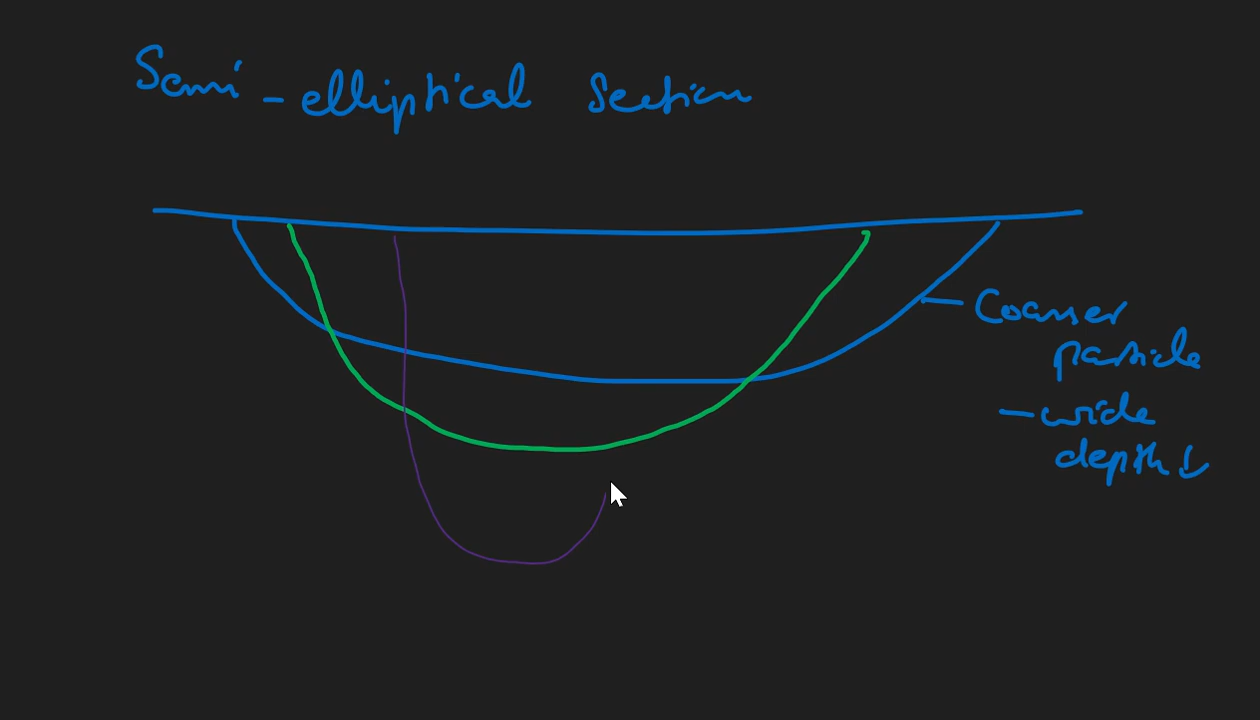 Semi - elliptical Section
Coarser
particle
- wide
depth ↓